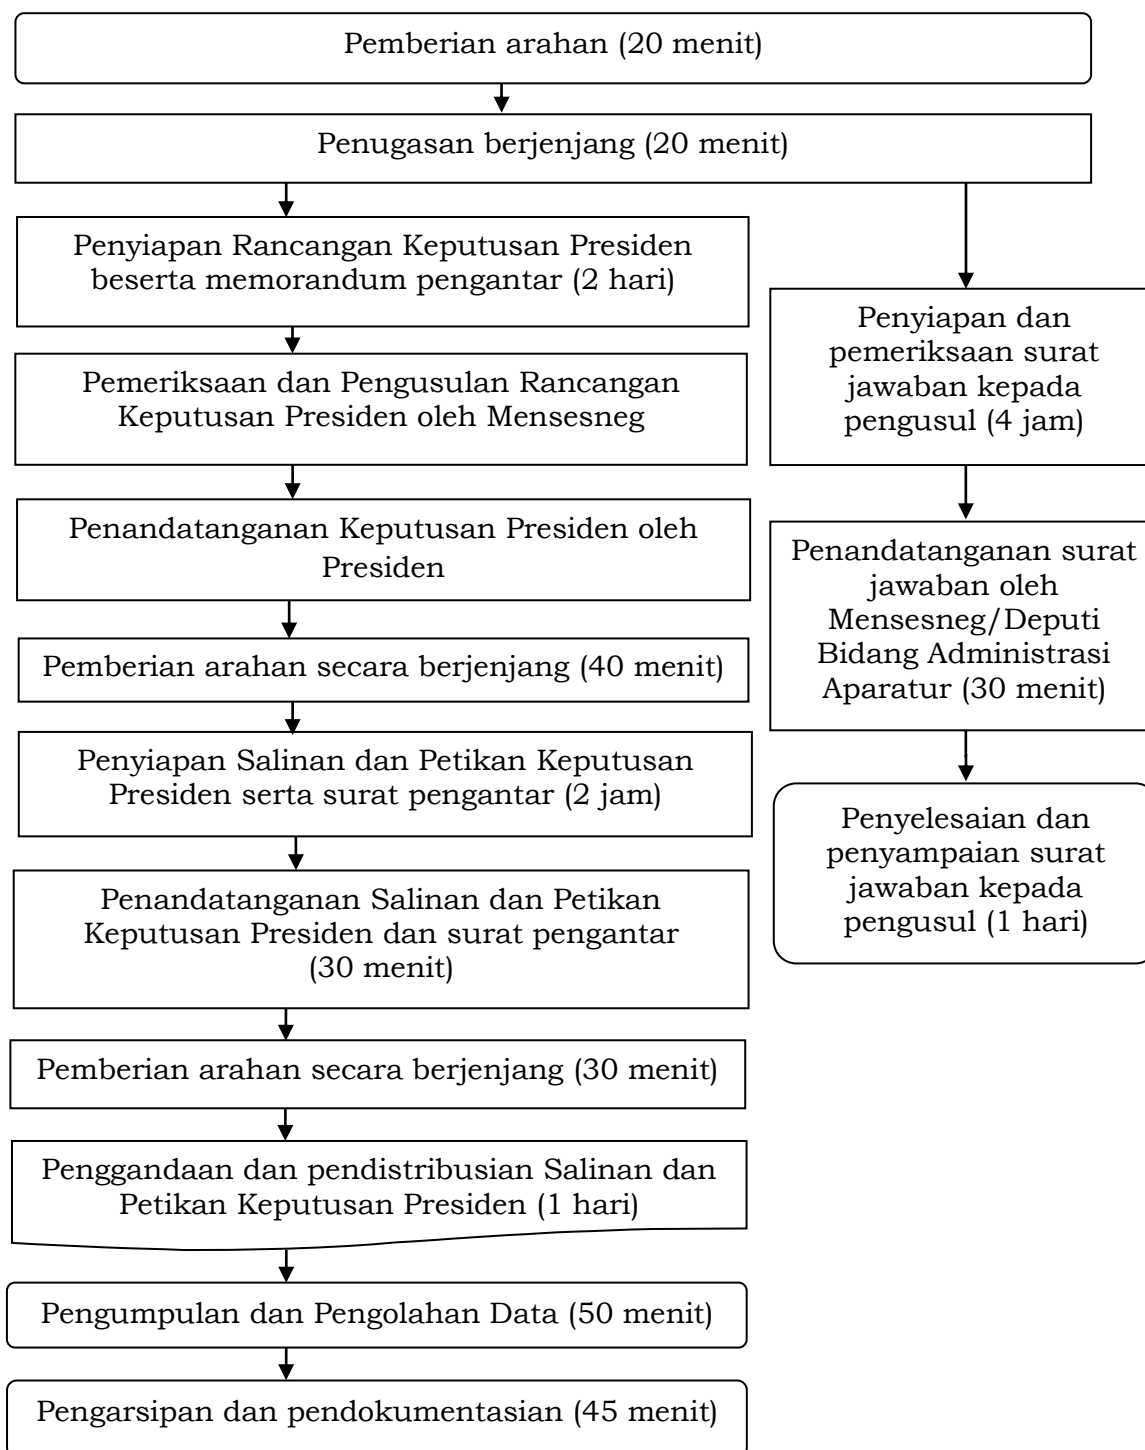 Pemberian arahan (20 menit)
Penugasan berjenjang (20 menit)
Penyiapan Rancangan Keputusan Presiden
beserta memorandum pengantar (2 hari)
Pemeriksaan dan Pengusulan Rancangan
Keputusan Presiden oleh Mensesneg
Penandatanganan Keputusan Presiden oleh
Presiden
Pemberian arahan secara berjenjang (40 menit)
Penyiapan Salinan dan Petikan Keputusan
Presiden serta surat pengantar (2 jam)
Penandatanganan Salinan dan Petikan
Keputusan Presiden dan surat pengantar
(30 menit)
Pemberian arahan secara berjenjang (30 menit)
Penggandaan dan pendistribusian Salinan dan
Petikan Keputusan Presiden (1 hari)
Pengumpulan dan Pengolahan Data (50 menit)
Pengarsipan dan pendokumentasian (45 menit)
Penyiapan dan
pemeriksaan surat
jawaban kepada
pengusul (4 jam)
Penandatanganan surat
jawaban oleh
Mensesneg/Deputi
Bidang Administrasi
Aparatur (30 menit)
Penyelesaian dan
penyampaian surat
jawaban kepada
pengusul (1 hari)